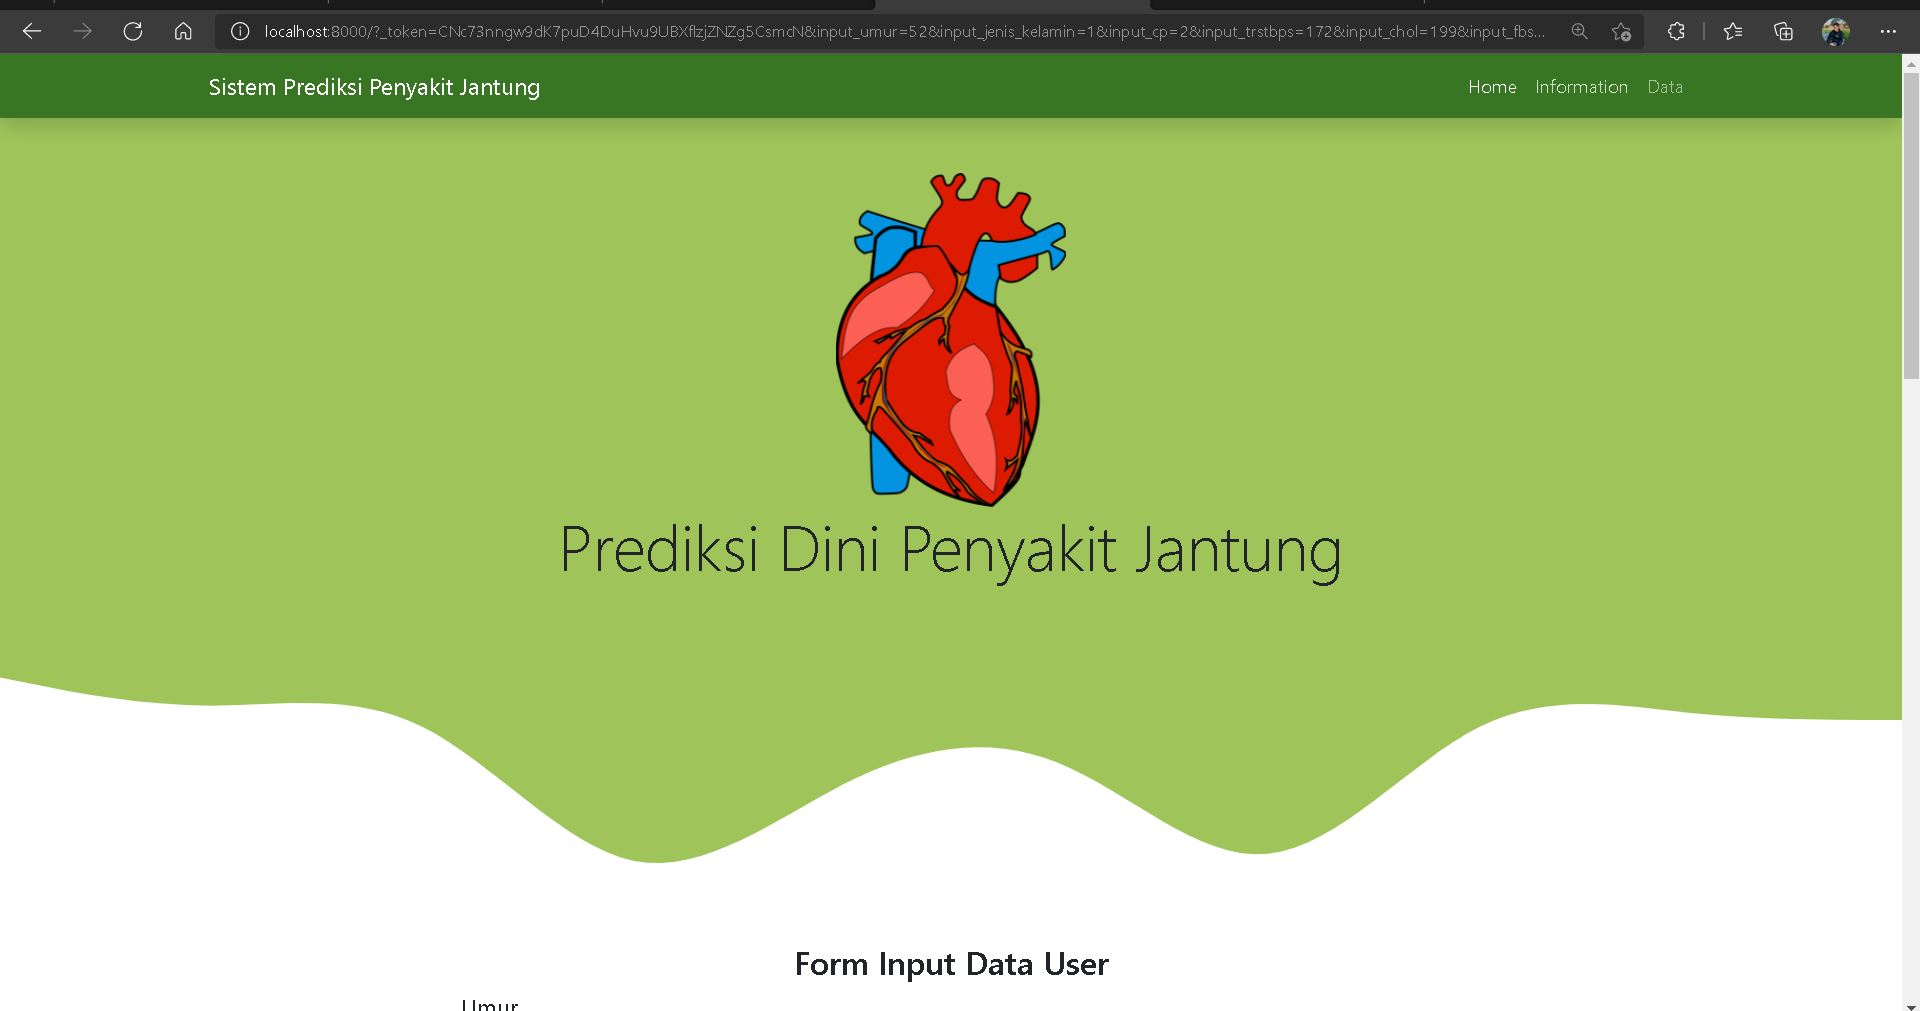 localhost:8000/?_token=CNc73nngw9dK7puD4DuHvu9UBXflzjZNZg5CsmcN&input_umur=52&input_jenis_kelamin=1&input_cp=2&input_trstbps=172&input_chol=199&input_fbs...
Sistem Prediksi Penyakit Jantung
Home Information Data
Prediksi Dini Penyakit Jantung
Form Input Data User
Umur